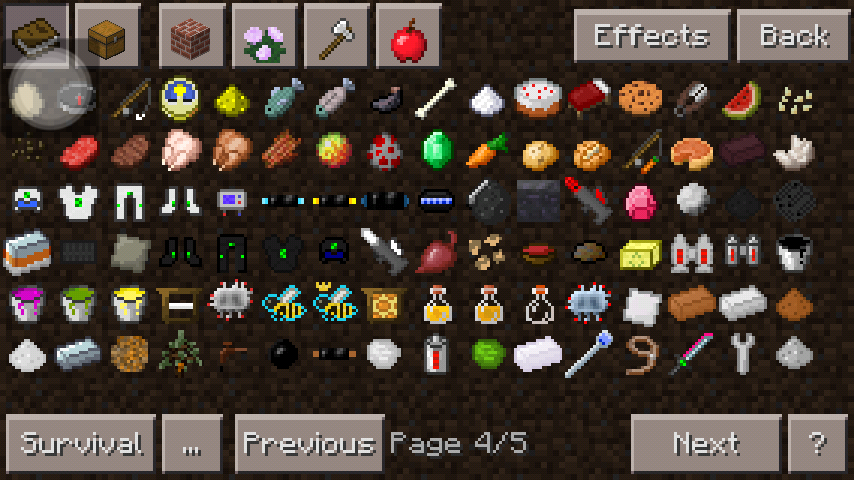 Effects
Back
Survival
...
Previous
Page 4/5
Next
?